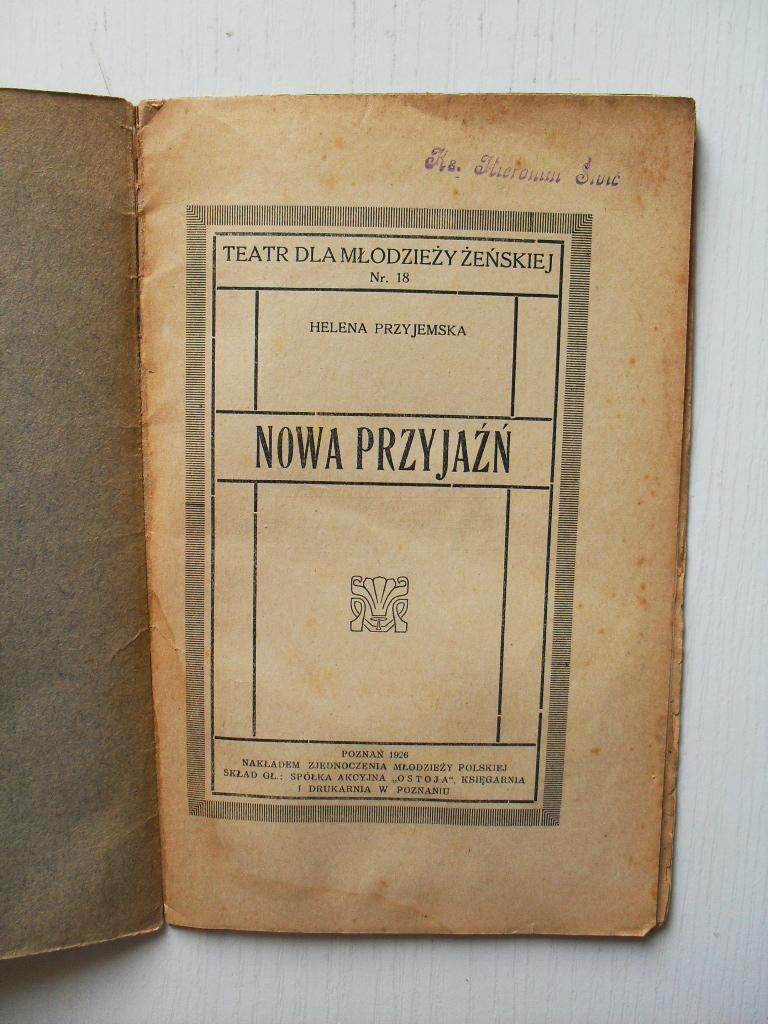 Ks. Hieronim
TEATR DLA MŁODZIEŻY ŻEŃSKIEJ
Nr. 18
HELENA PRZYJEMSKA
NOWA PRZYJAŹŃ
POZNAŃ 1926
NAKŁADEM ZJEDNOCZENIA MŁODZIEŻY POLSKIEJ
SKŁAD GŁ.: SPÓŁKA AKCYJNA „OSTOJA", KSIĘGARNIA
I DRUKARNIA W POZNANIU